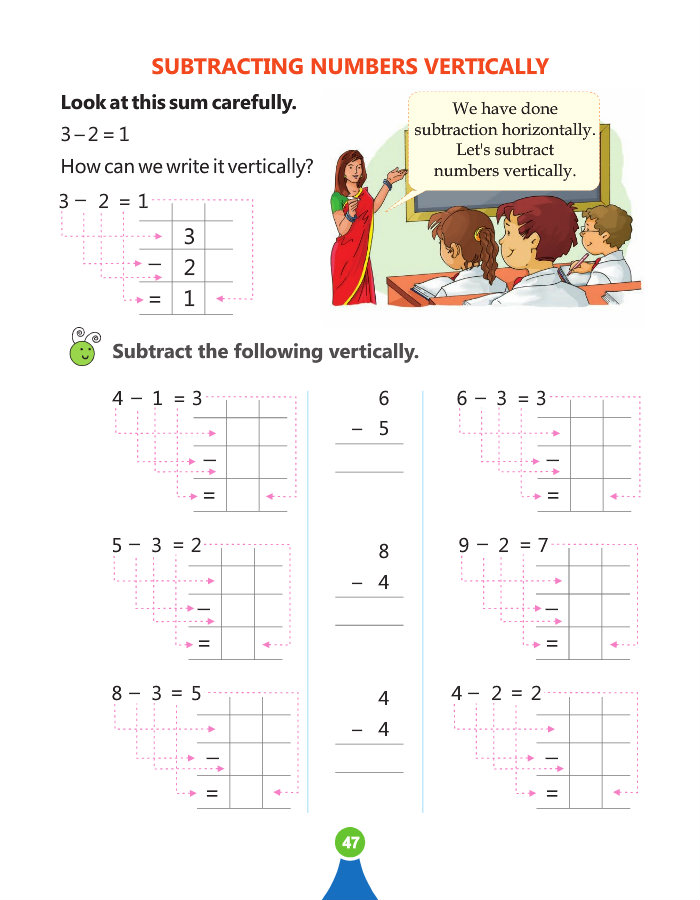 SUBTRACTING NUMBERS VERTICALLY
Look at this sum carefully.
3 – 2 = 1
How can we write it vertically?
We have done
subtraction horizontally.
Let's subtract
numbers vertically.
3 – 2 = 1
3
– 2
= 1
Subtract the following vertically.
4 – 1 = 3
–
=
6
– 5
6 – 3 = 3
–
=
5 – 3 = 2
–
=
8
– 4
9 – 2 = 7
–
=
8 – 3 = 5
–
=
4
– 4
4 – 2 = 2
–
=
47